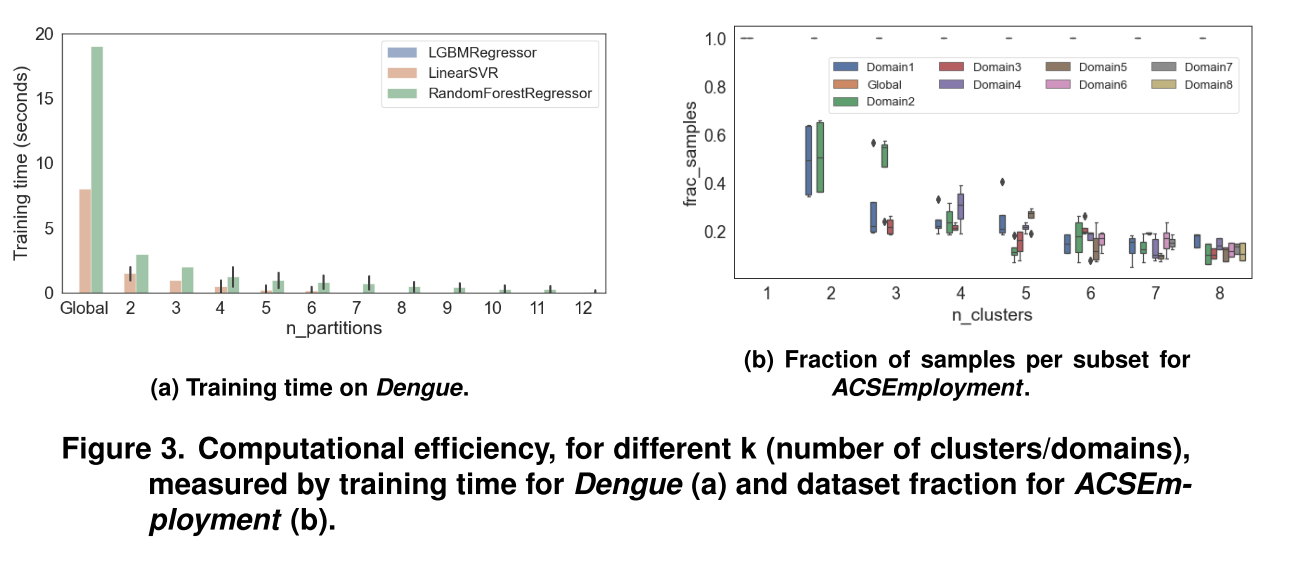 20
15
10
5
0
Training time (seconds)
LGBMRegressor
LinearSVR
RandomForestRegressor
Global 2 3 4 5 6 7 8 9 10 11 12
n_partitions
(a) Training time on Dengue.
1.0
0.8
0.6
0.4
0.2
frac_samples
Domain1 Domain3 Domain5 Domain7
Global Domain4 Domain6 Domain8
Domain2
1 2 3 4 5 6 7 8
n_clusters
(b) Fraction of samples per subset for
ACSEmployment.
Figure 3. Computational efficiency, for different k (number of clusters/domains),
measured by training time for Dengue (a) and dataset fraction for ACSEm-
ployment (b).